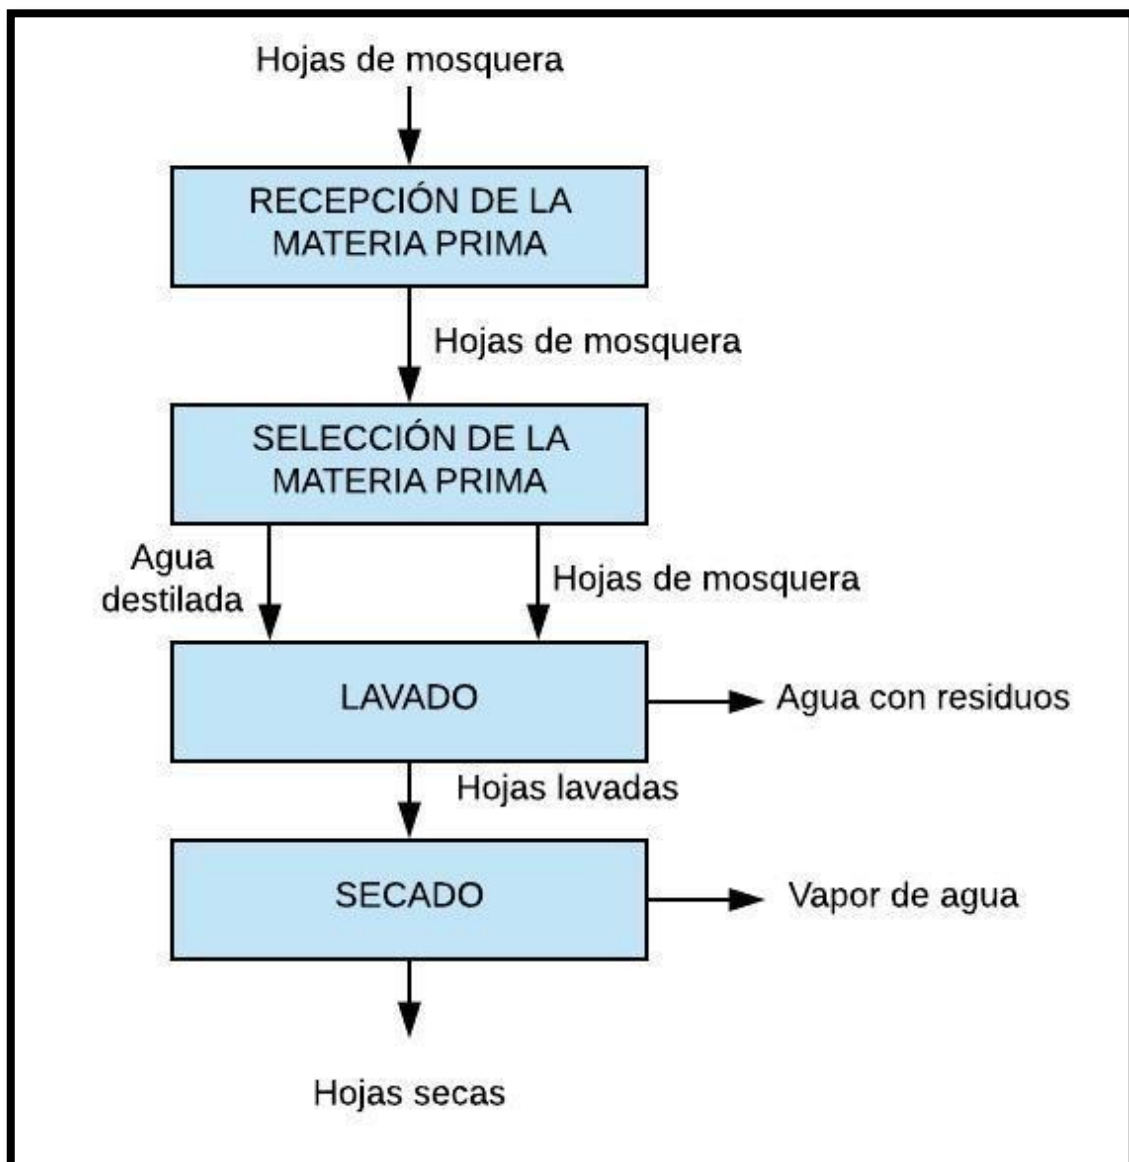 Hojas de mosquera
RECEPCIÓN DE LA
MATERIA PRIMA
Hojas de mosquera
SELECCIÓN DE LA
MATERIA PRIMA
Agua
destilada
Hojas de mosquera
LAVADO
Agua con residuos
Hojas lavadas
SECADO
Vapor de agua
Hojas secas